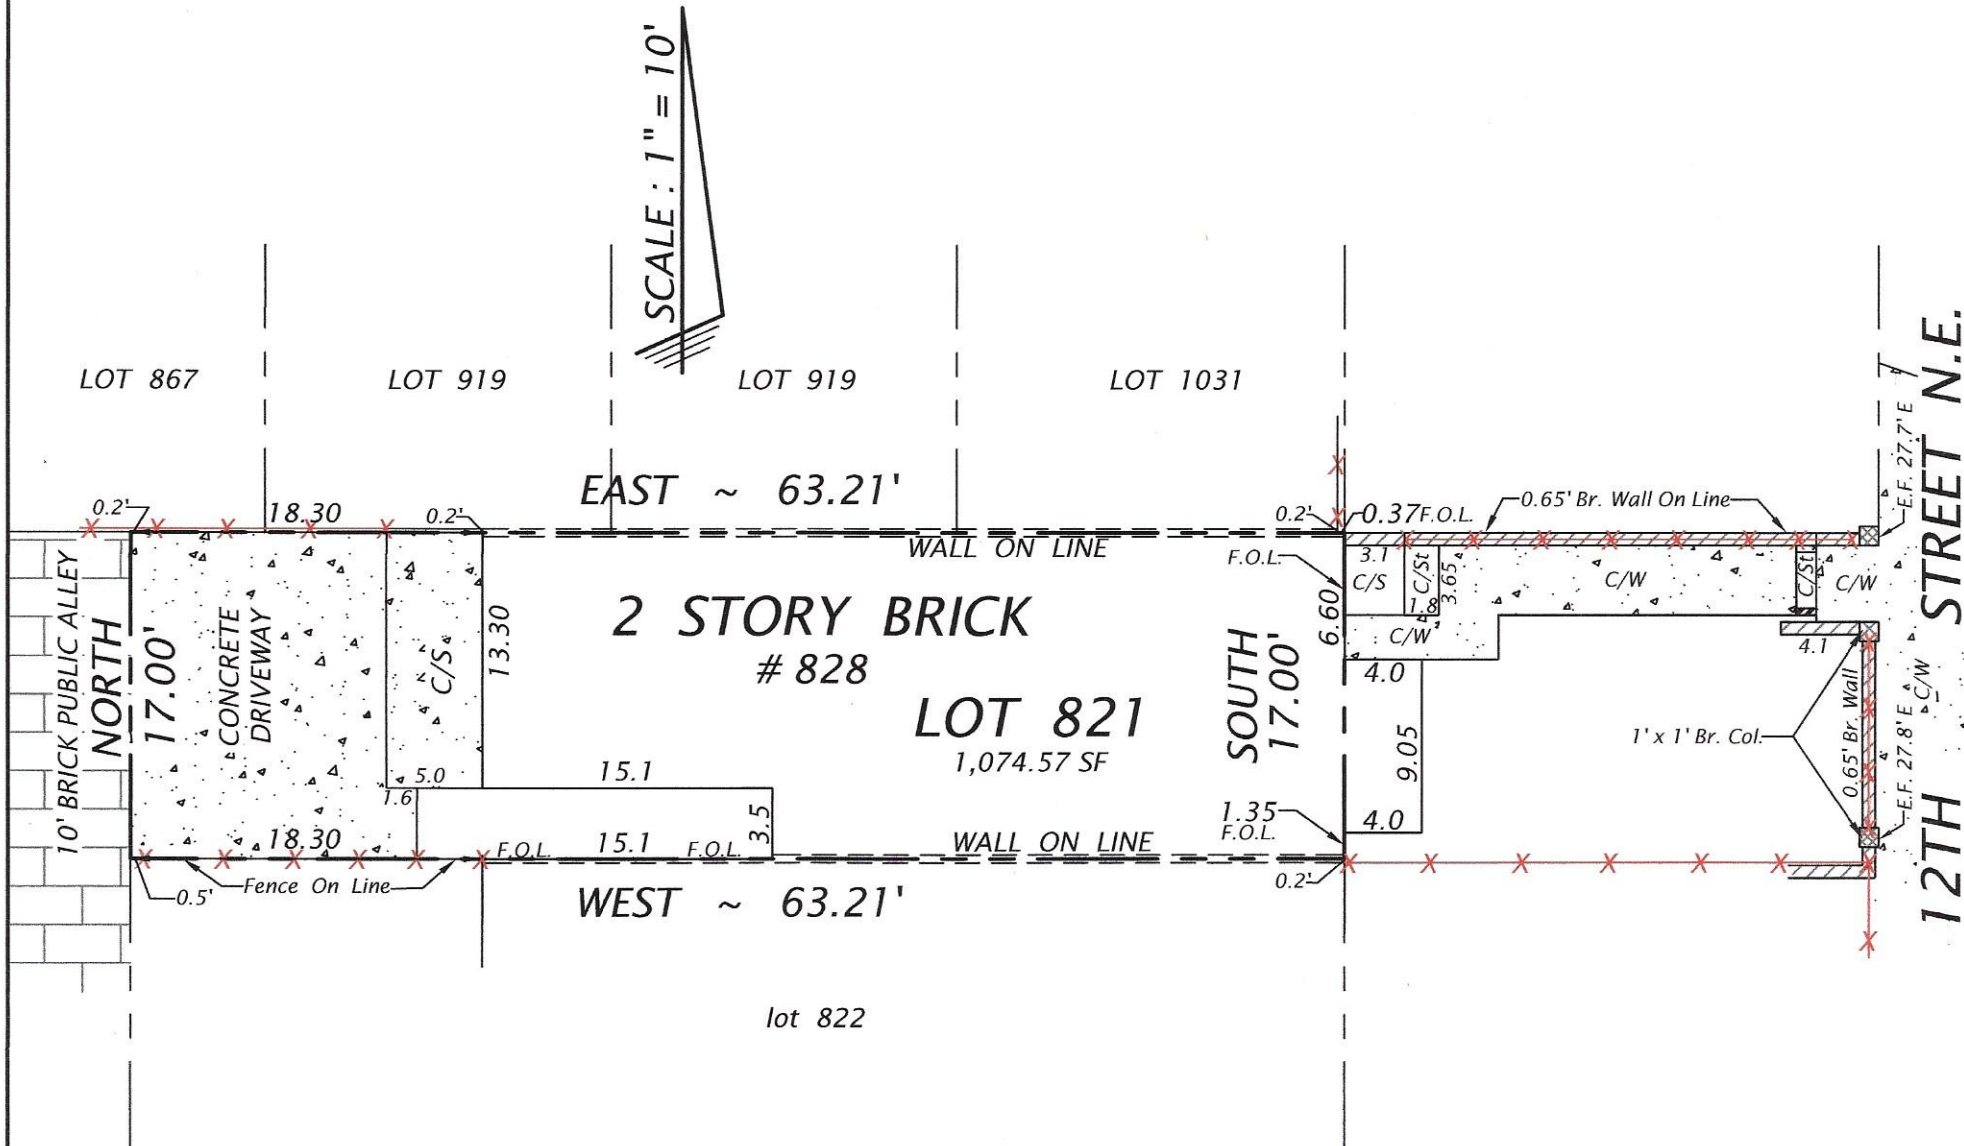 SCALE : 1" = 10'
LOT 867
LOT 919
LOT 919
LOT 1031
EAST ~ 63.21'
0.2'
18.30
0.2'
0.2'
0.37 F.O.L.
0.65' Br. Wall On Line
E.F. 27.7' E
WALL ON LINE
F.O.L.
3.1
C/S
C/St
1.8
3.65
C/W
C/St
C/W
C/W
10' BRICK PUBLIC ALLEY
NORTH
17.00'
CONCRETE
DRIVEWAY
C/S
13.30
2 STORY BRICK
# 828
LOT 821
1,074.57 SF
SOUTH
17.00'
6.60
4.0
9.05
4.0
4.1
1' x 1' Br. Col.
0.65' Br. Wall
E.F. 27.8' E
C/W
12TH STREET N.E.
5.0
1.6
15.1
3.5
1.35
F.O.L.
18.30
F.O.L.
15.1
F.O.L.
WALL ON LINE
0.2'
0.5'
Fence On Line
WEST ~ 63.21'
lot 822